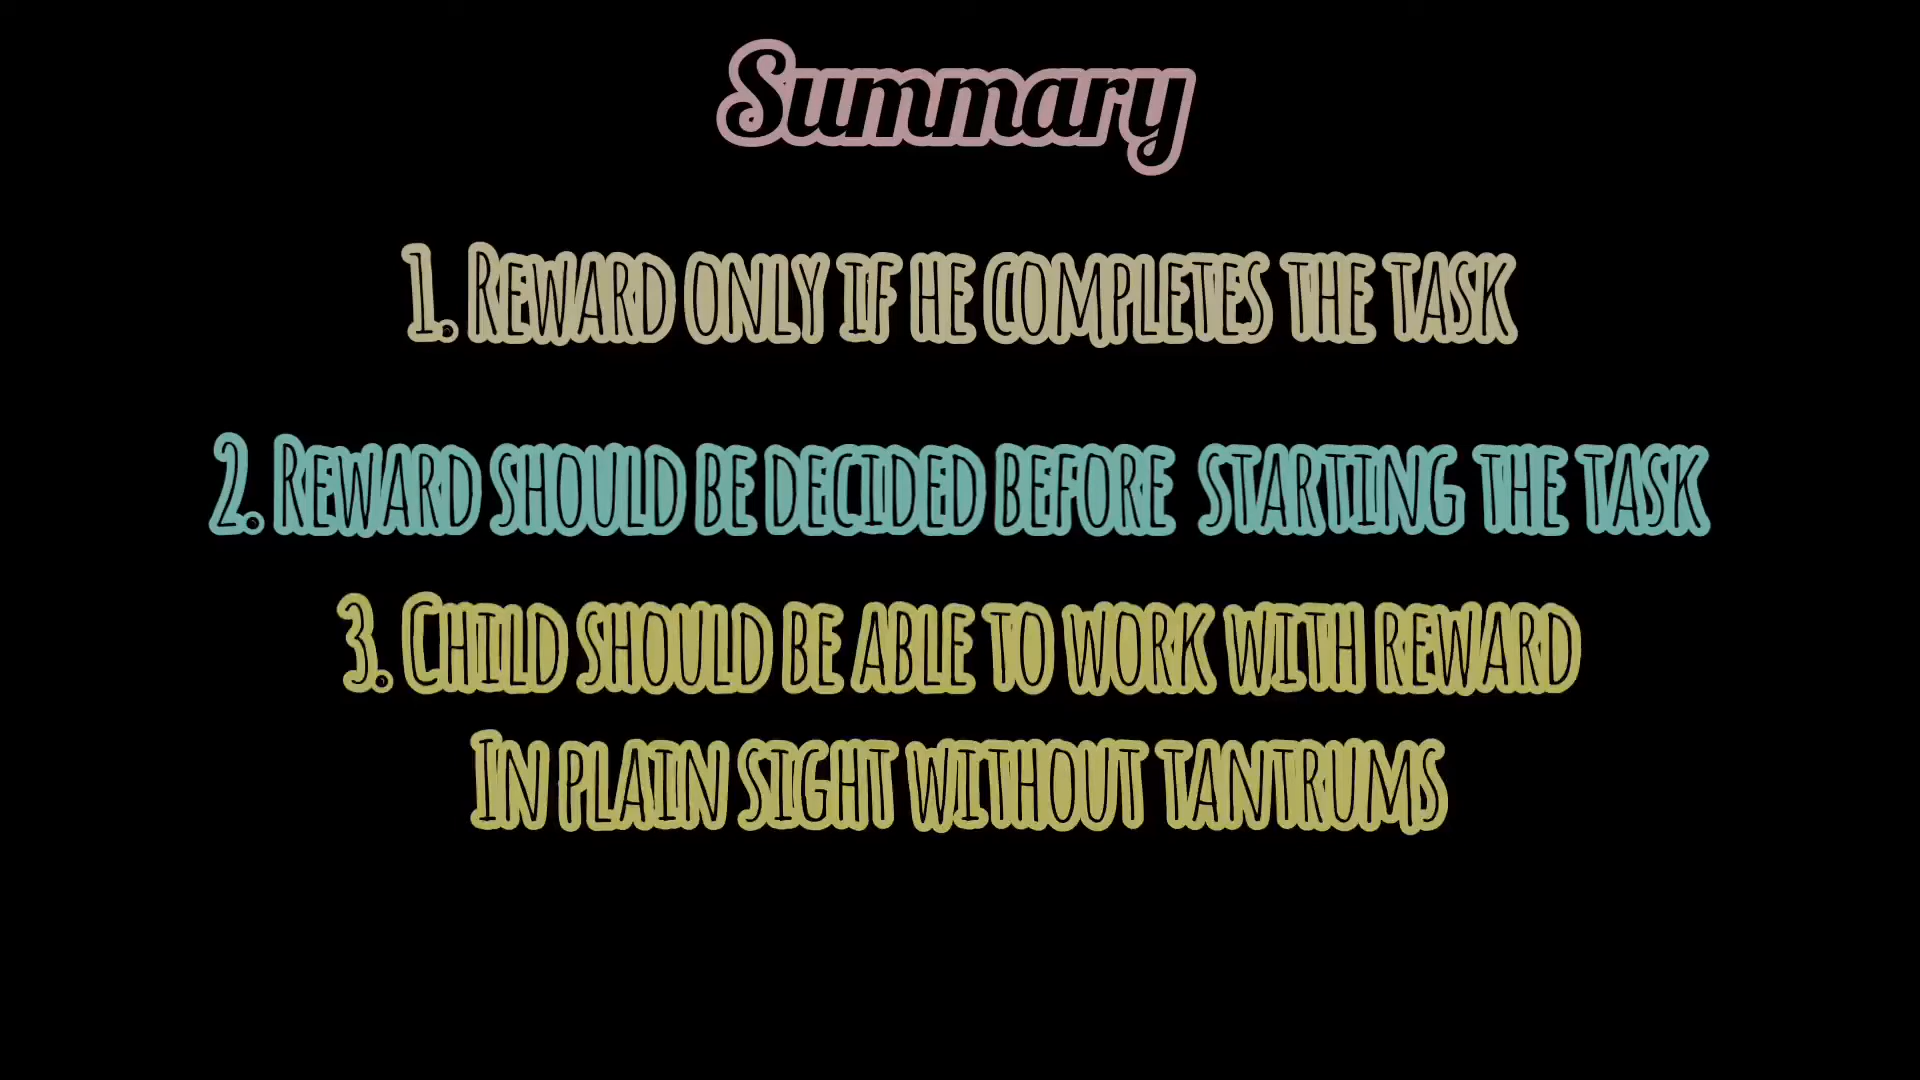 Summary
1. Reward only if he completes the task
2. Reward should be decided before starting the task
3. Child should be able to work with reward
In plain sight without tantrums